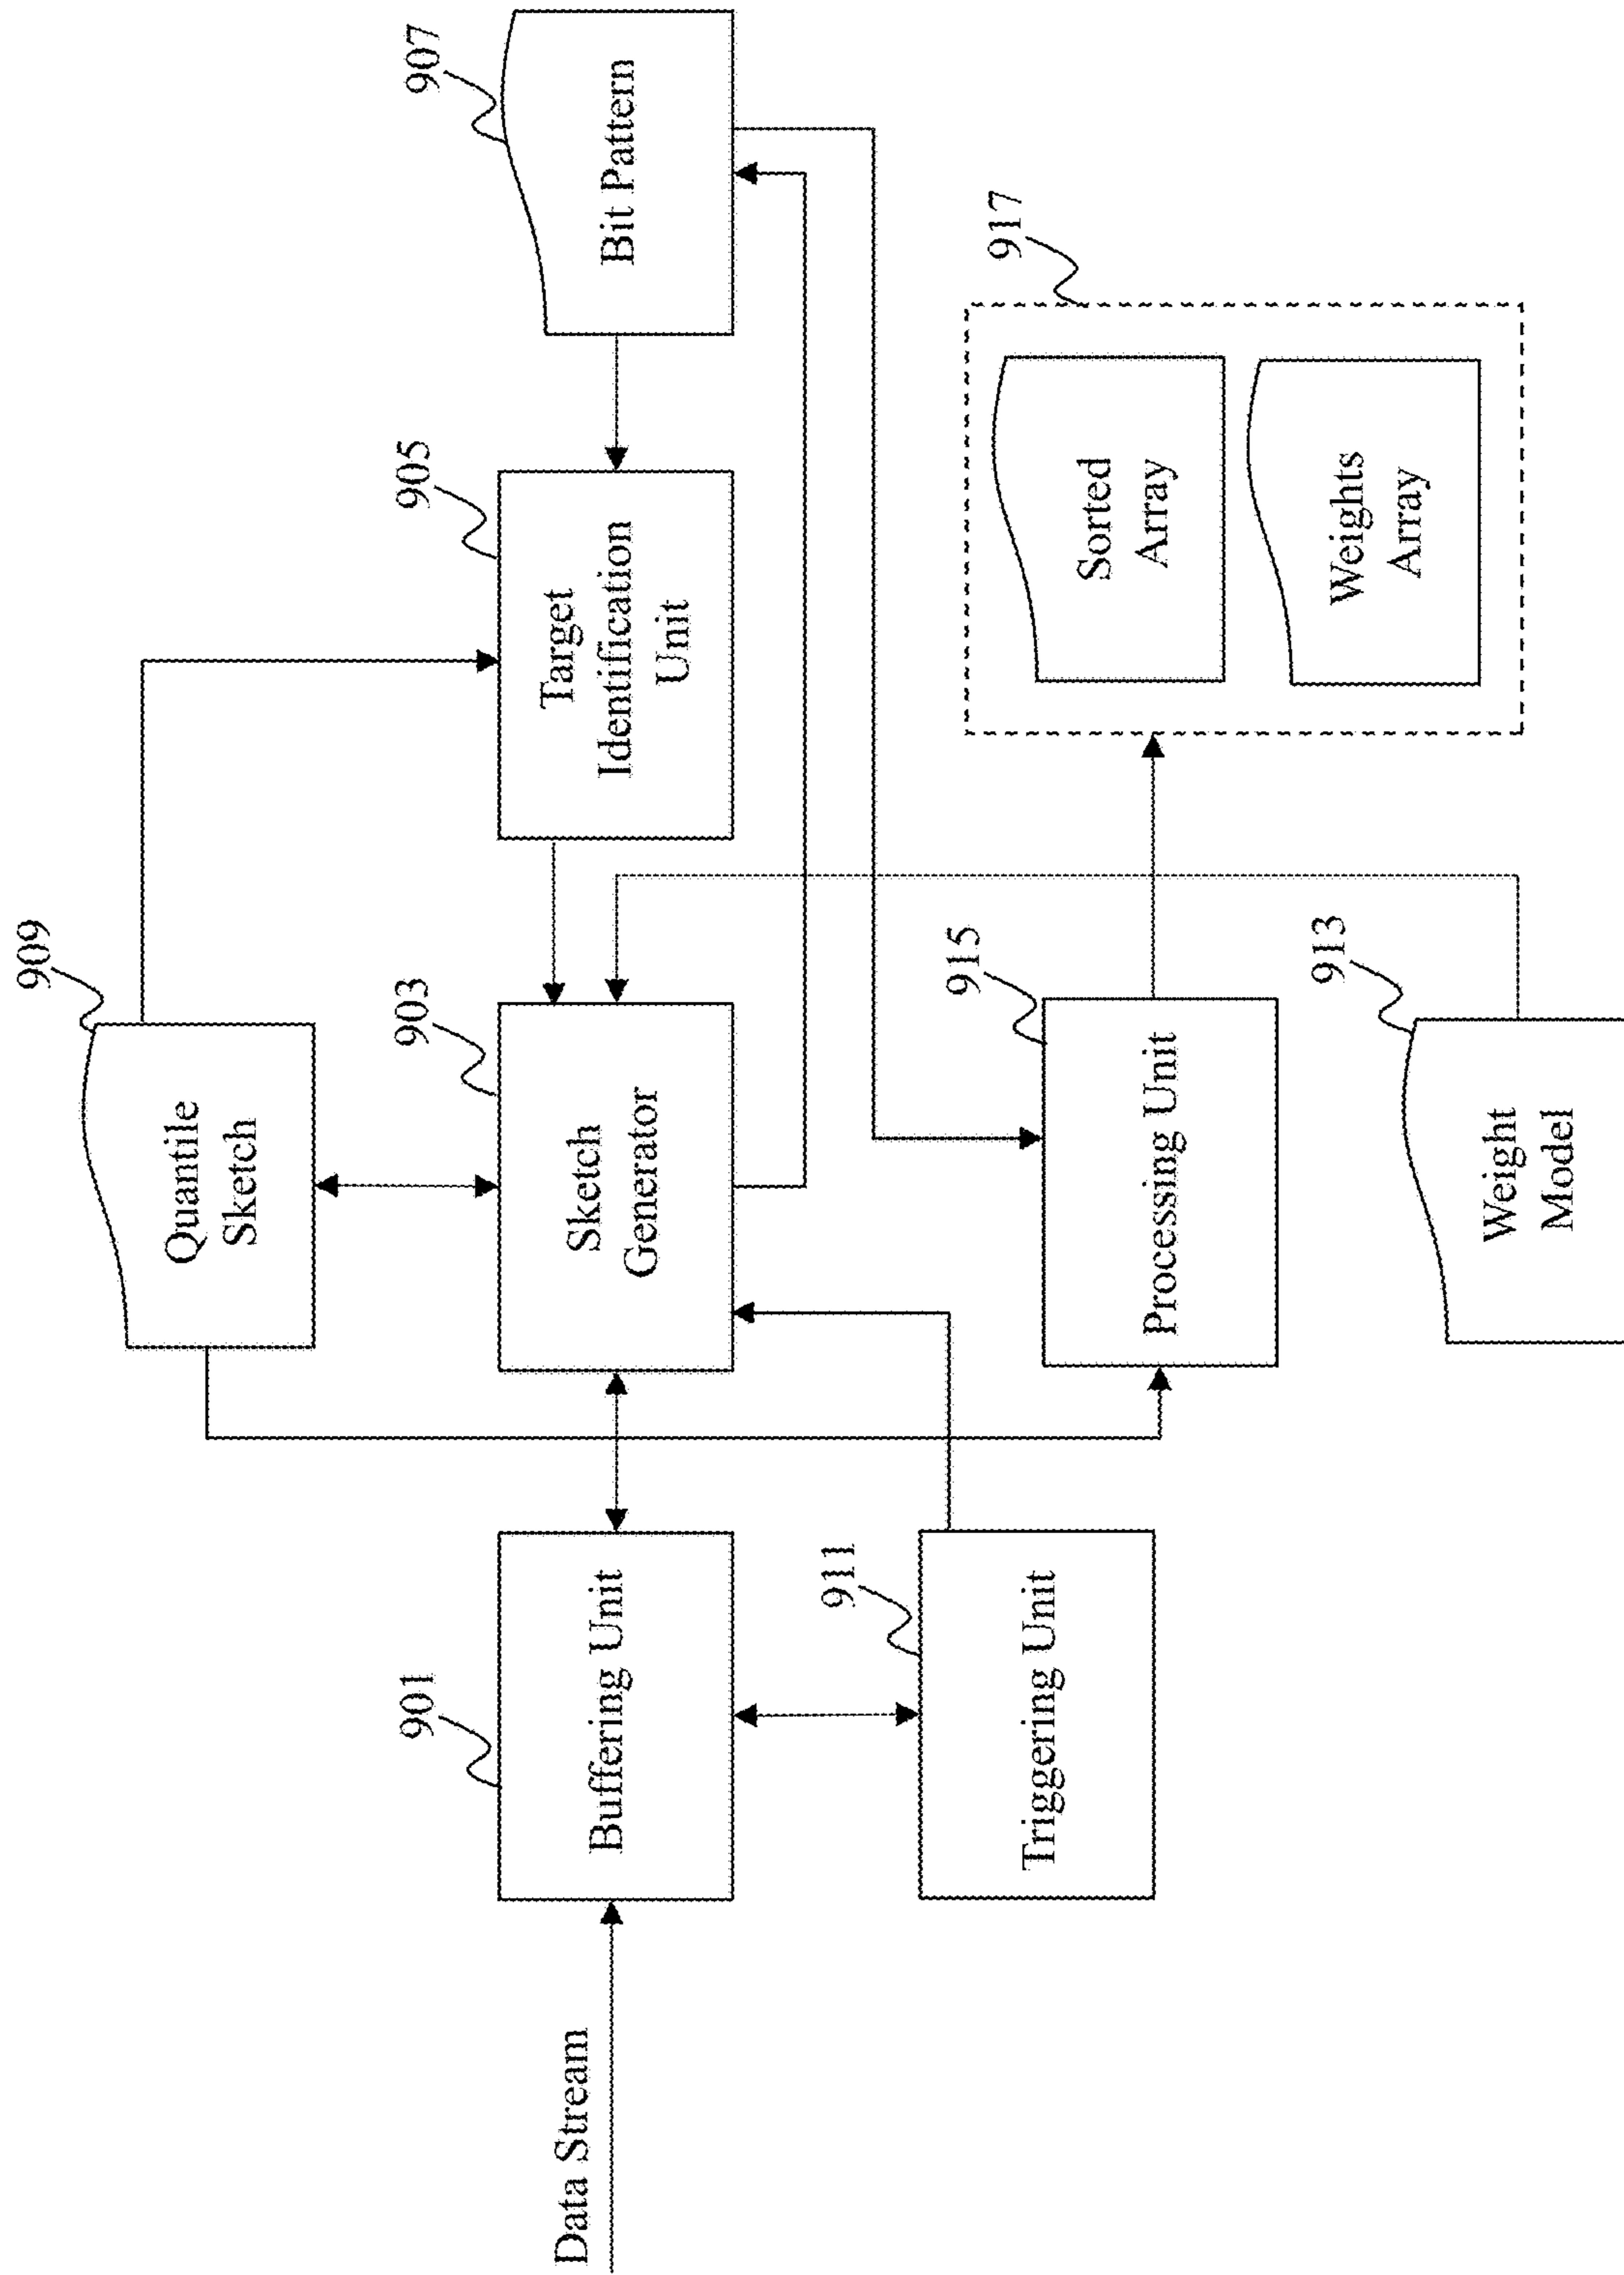 909
Quantile
Sketch
907
Bit Pattern
905
Target
Identification
Unit
903
Sketch
Generator
901
Buffering Unit
Data Stream
911
Triggering Unit
915
Processing Unit
917
Sorted
Array
Weights
Array
913
Weight
Model